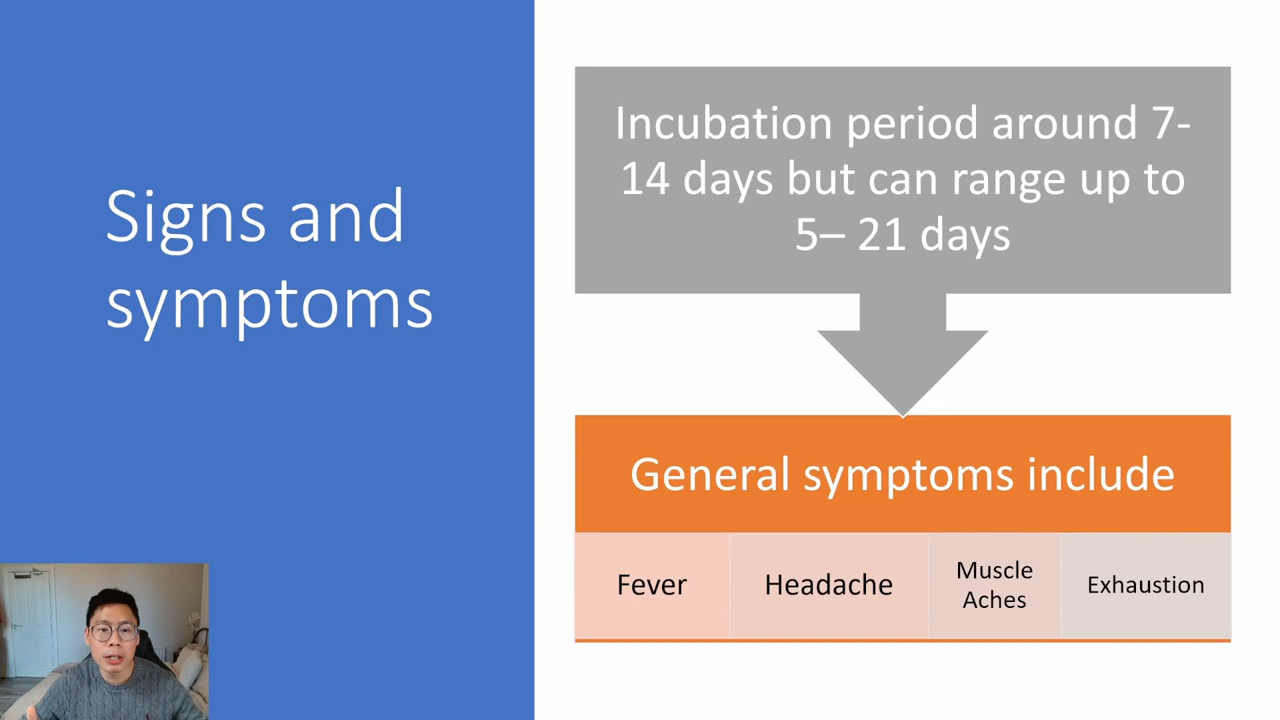 Signs and
symptoms
Incubation period around 7-
14 days but can range up to
5– 21 days
General symptoms include
Fever
Headache
Muscle
Aches
Exhaustion